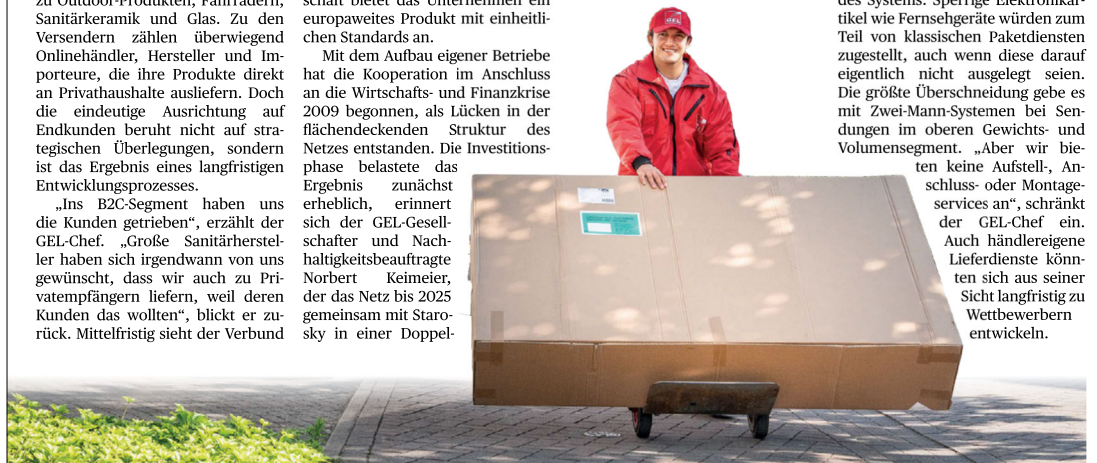 zu Outdoor-Produkten, Fahrrädern,
Sanitärkeramik und Glas. Zu den
Versendern zählen überwiegend
Onlinehändler, Hersteller und Im-
porteure, die ihre Produkte direkt
an Privathaushalte ausliefern. Doch
die eindeutige Ausrichtung auf
Endkunden beruht nicht auf stra-
tegischen Überlegungen, sondern
ist das Ergebnis eines langfristigen
Entwicklungsprozesses.
„Ins B2C-Segment haben uns
die Kunden getrieben“, erzählt der
GEL-Chef. „Große Sanitärherstel-
ler haben sich irgendwann von uns
gewünscht, dass wir auch zu Pri-
vatempfängern liefern, weil deren
Kunden das wollten“, blickt er zu-
rück. Mittelfristig sieht der Verbund
schaft bietet das Unternehmen ein
europaweites Produkt mit einheitli-
chen Standards an.
Mit dem Aufbau eigener Betriebe
hat die Kooperation im Anschluss
an die Wirtschafts- und Finanzkrise
2009 begonnen, als Lücken in der
flächendeckenden Struktur des
Netzes entstanden. Die Investitions-
phase belastete das
Ergebnis zunächst
erheblich, erinnert
sich der GEL-Gesell-
schafter und Nach-
haltigkeitsbeauftragte
Norbert Keimeier,
der das Netz bis 2025
gemeinsam mit Staro-
sky in einer Doppel-
GEL
des Systems. Sperrige Elektronikar-
tikel wie Fernsehgeräte würden zum
Teil von klassischen Paketdiensten
zugestellt, auch wenn diese darauf
eigentlich nicht ausgelegt seien.
Die größte Überschneidung gebe es
mit Zwei-Mann-Systemen bei Sen-
dungen im oberen Gewichts- und
Volumensegment. „Aber wir bie-
ten keine Aufstell-, An-
schluss- oder Montage-
services an“, schränkt
der GEL-Chef ein.
Auch händlereigene
Lieferdienste könn-
ten sich aus seiner
Sicht langfristig zu
Wettbewerbern
entwickeln.